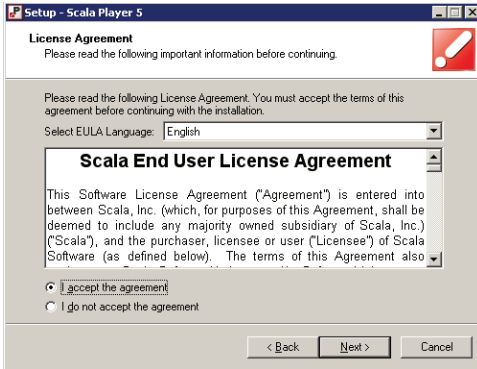 Setup - Scala Player 5
License Agreement
Please read the following important information before continuing.
Please read the following License Agreement. You must accept the terms of this
agreement before continuing with the installation.
Select EULA Language: English
Scala End User License Agreement
This Software License Agreement ("Agreement") is entered into
between Scala, Inc. (which, for purposes of this Agreement, shall be
deemed to include any majority owned subsidiary of Scala, Inc.)
("Scala"), and the purchaser, licensee or user ("Licensee") of Scala
Software (as defined below). The terms of this Agreement also
I accept the agreement
I do not accept the agreement
< Back Next > Cancel